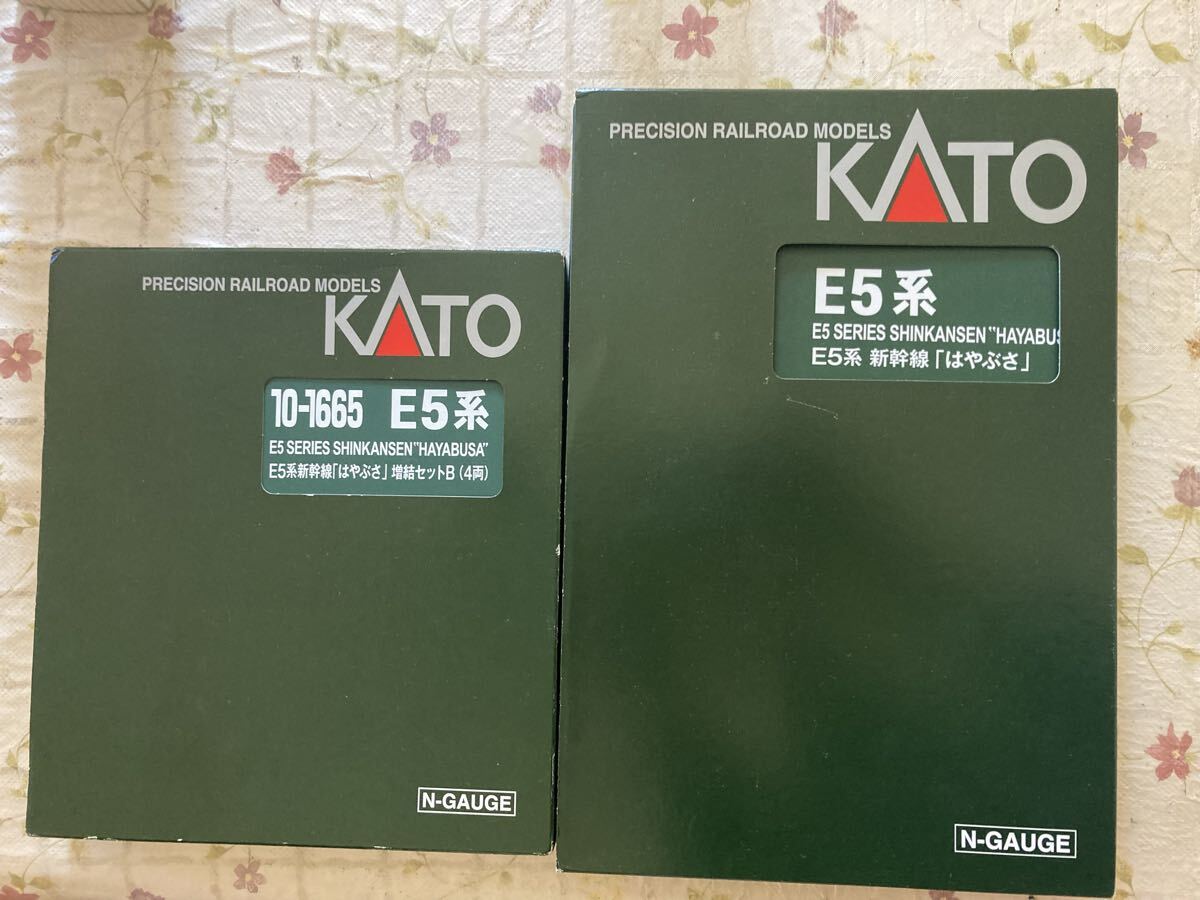 PRECISION RAILROAD MODELS
KATO
10-1665 E5系
E5 SERIES SHINKANSEN "HAYABUSA"
E5系新幹線「はやぶさ」増結セットB（4両）
N-GAUGE
PRECISION RAILROAD MODELS
KATO
E5系
E5 SERIES SHINKANSEN "HAYABUS
E5系 新幹線「はやぶさ」
N-GAUGE